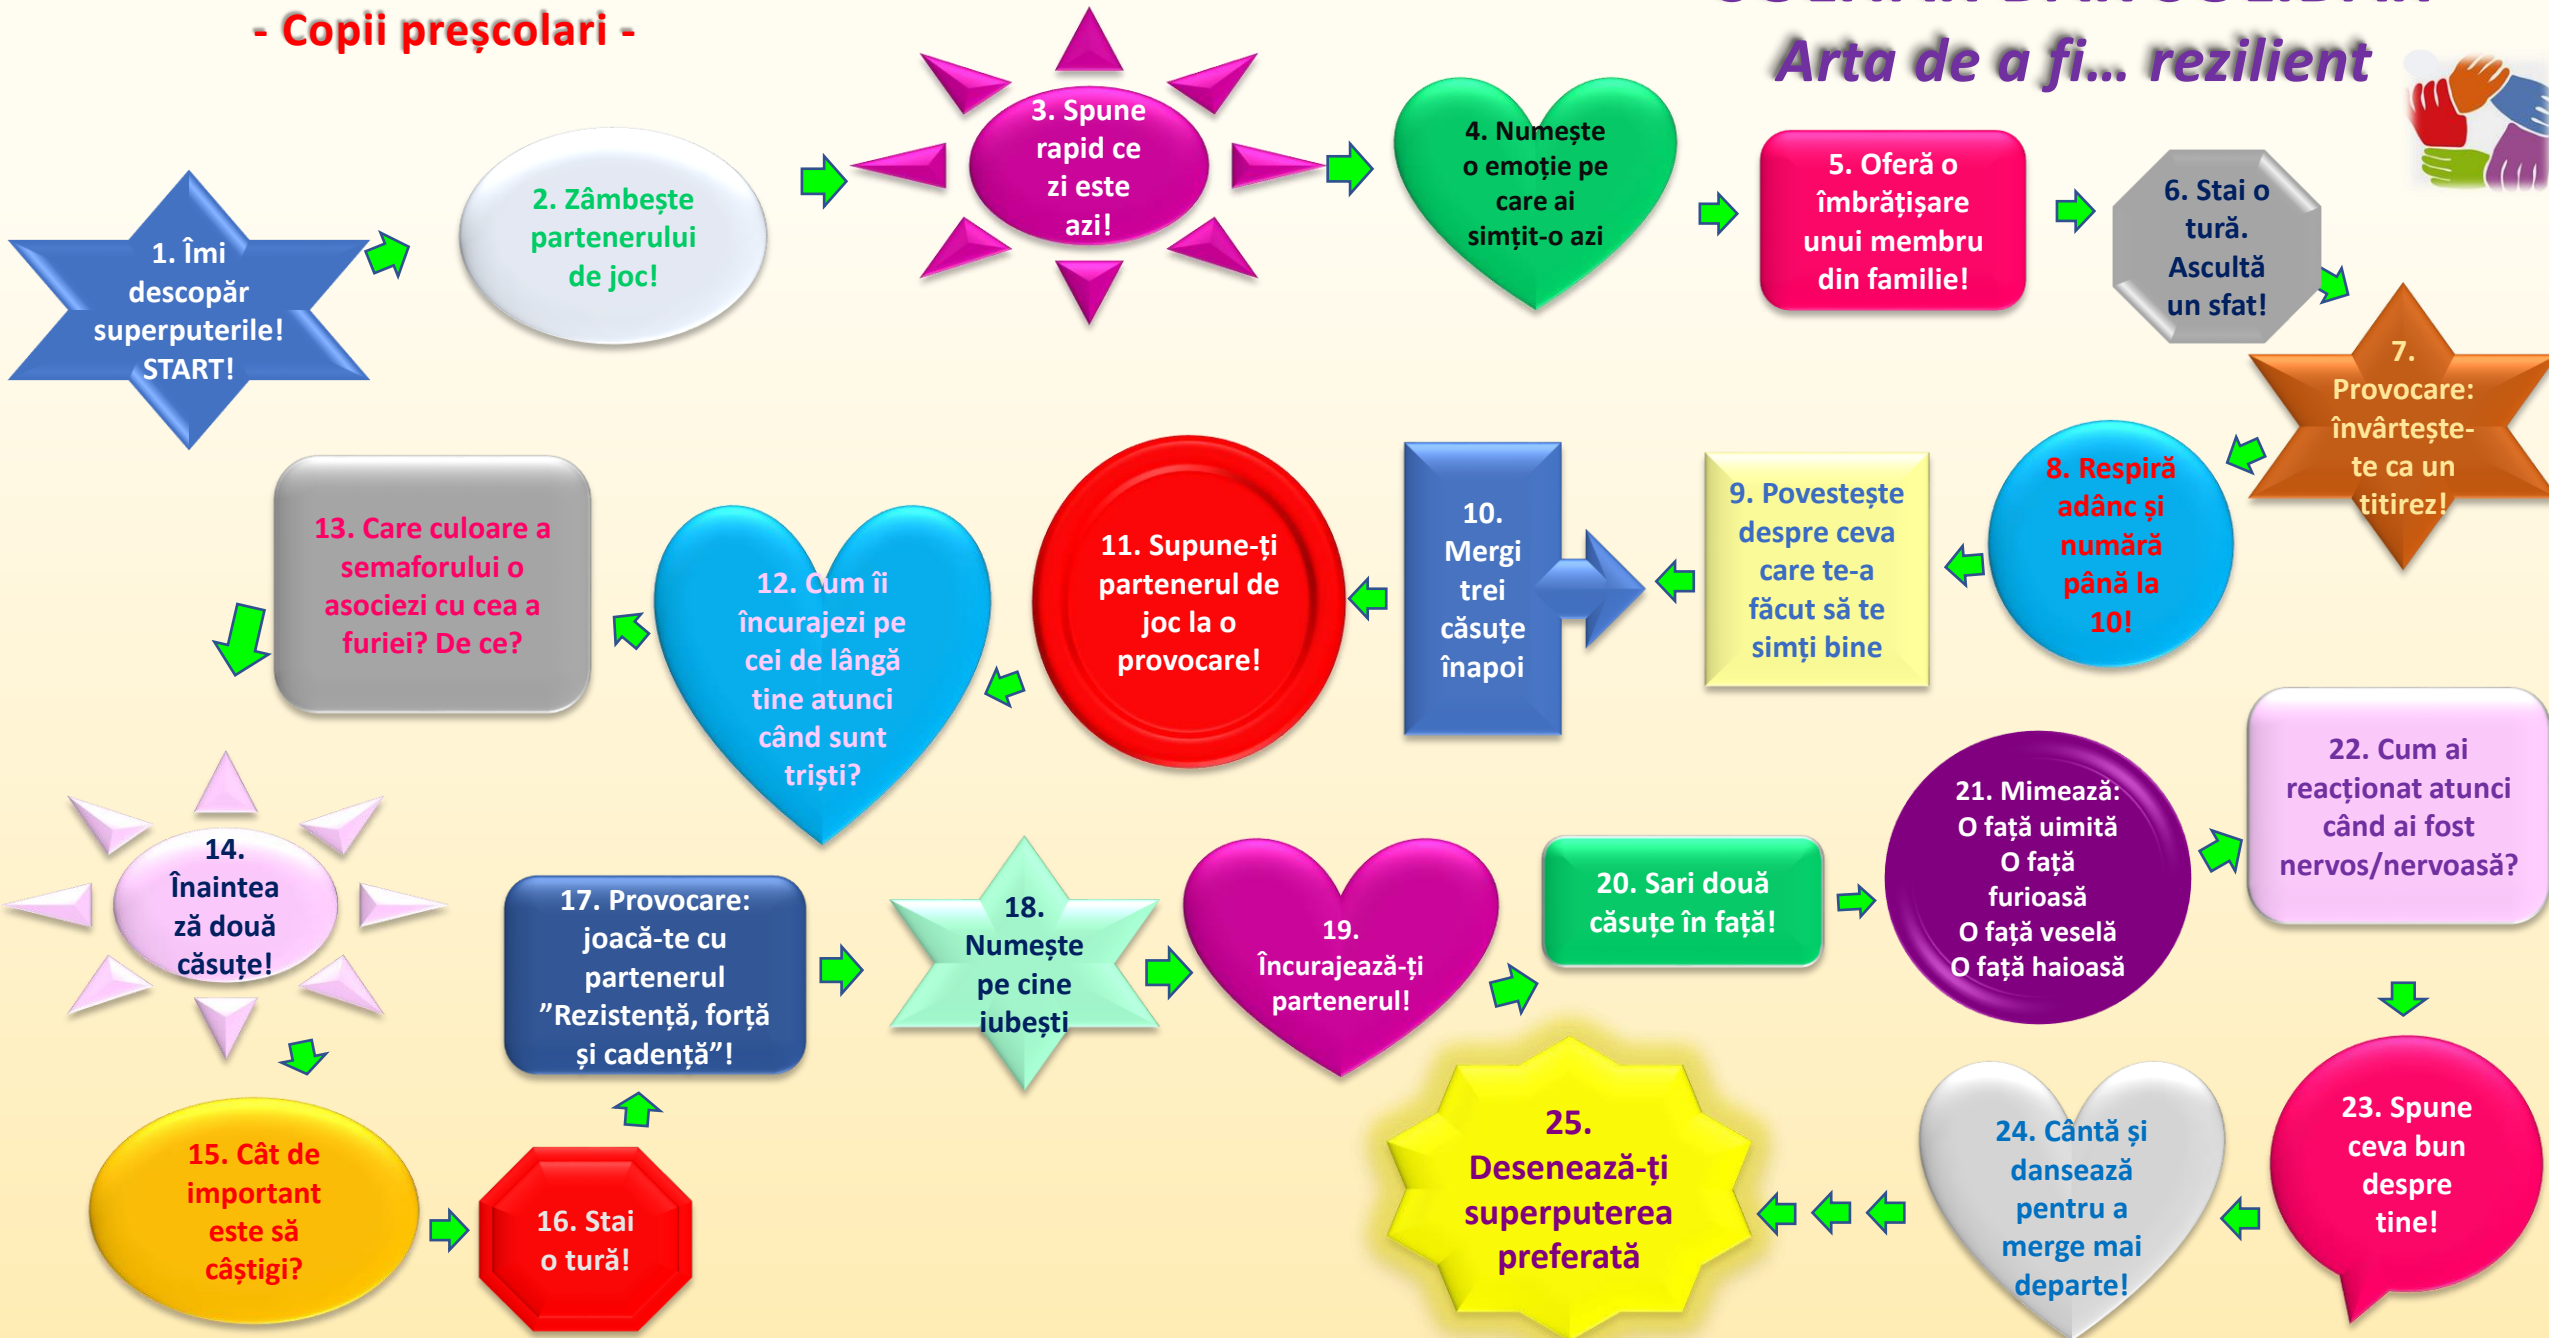 - Copii preșcolari -
Arta de a fi... rezilient
1. Îmi
descopăr
superputerile!
START!
2. Zâmbește
partenerului
de joc!
3. Spune
rapid ce
zi este
azi!
4. Numește
o emoție pe
care ai
simțit-o azi
5. Oferă o
îmbrățișare
unui membru
din familie!
6. Stai o
tură.
Ascultă
un sfat!
7.
Provocare:
învârtește-
te ca un
titirez!
8. Respiră
adânc și
numără
până la
10!
9. Povestește
despre ceva
care te-a
făcut să te
simți bine
10.
Mergi
trei
căsuțe
înapoi
11. Supune-ți
partenerul de
joc la o
provocare!
12. Cum îi
încurajezi pe
cei de lângă
tine atunci
când sunt
triști?
13. Care culoare a
semaforului o
asociezi cu cea a
furiei? De ce?
14.
Înaintea
ză două
căsuțe!
15. Cât de
important
este să
câștigi?
16. Stai
o tură!
17. Provocare:
joacă-te cu
partenerul
”Rezistență, forță
și cadență”!
18.
Numește
pe cine
iubești
19.
Încurajează-ți
partenerul!
20. Sari două
căsuțe în față!
21. Mimează:
O față uimită
O față
furioasă
O față veselă
O față haioasă
22. Cum ai
reacționat atunci
când ai fost
nervos/nervoasă?
23. Spune
ceva bun
despre
tine!
24. Cântă și
dansează
pentru a
merge mai
departe!
25.
Desenează-ți
superputerea
preferată